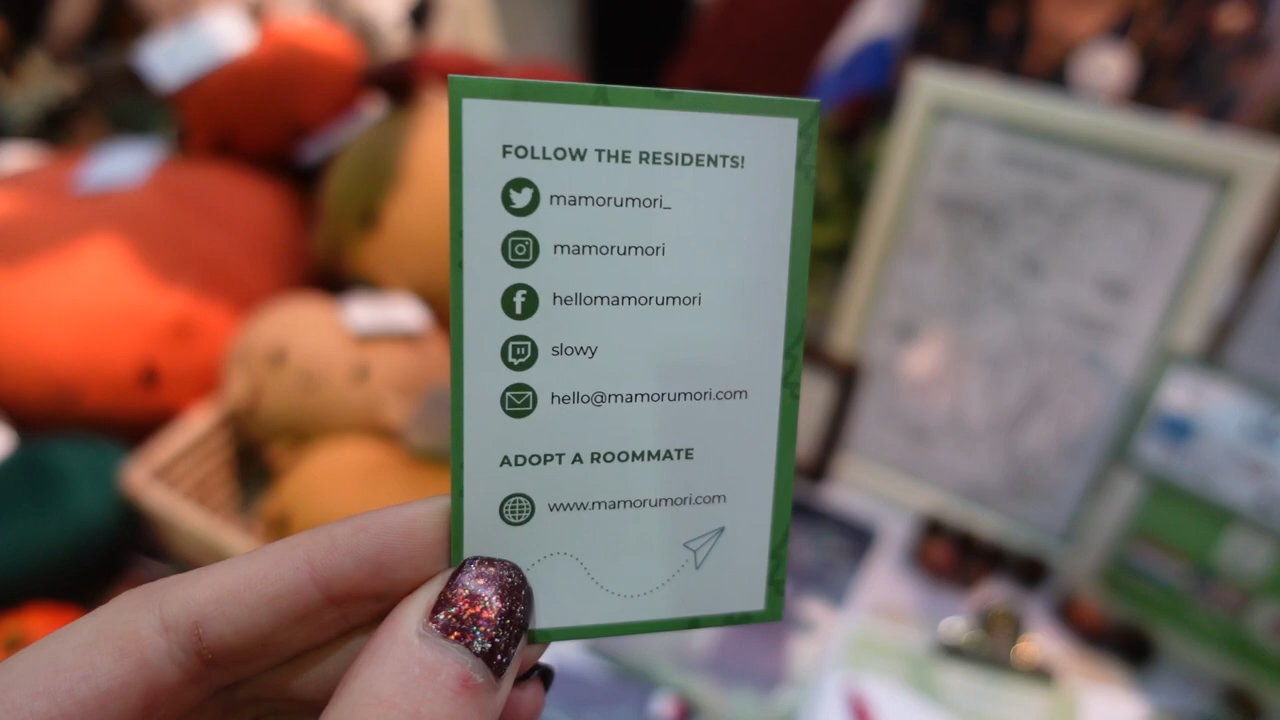 FOLLOW THE RESIDENTS!
mamorumori_
mamorumori
hellomamorumori
slowy
hello@mamorumori.com
ADOPT A ROOMMATE
www.mamorumori.com